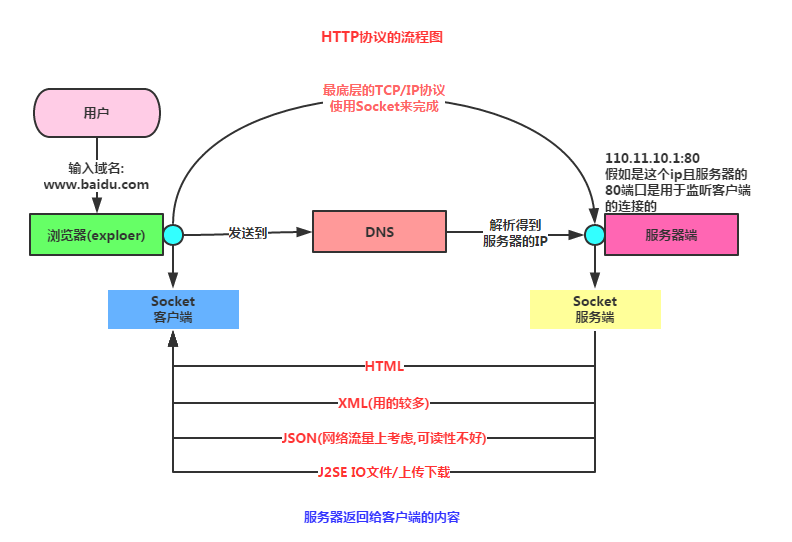 HTTP协议的流程图
最底层的TCP/IP协议
使用Socket来完成
用户
输入域名:
www.baidu.com
110.11.10.1:80
假如是这个ip且服务器的
80端口是用于监听客户端
的连接的
浏览器(exploer)
发送到
DNS
解析得到
服务器的IP
服务器端
Socket
客户端
Socket
服务端
HTML
XML(用的较多)
JSON(网络流量上考虑,可读性不好)
J2SE IO文件/上传下载
服务器返回给客户端的内容